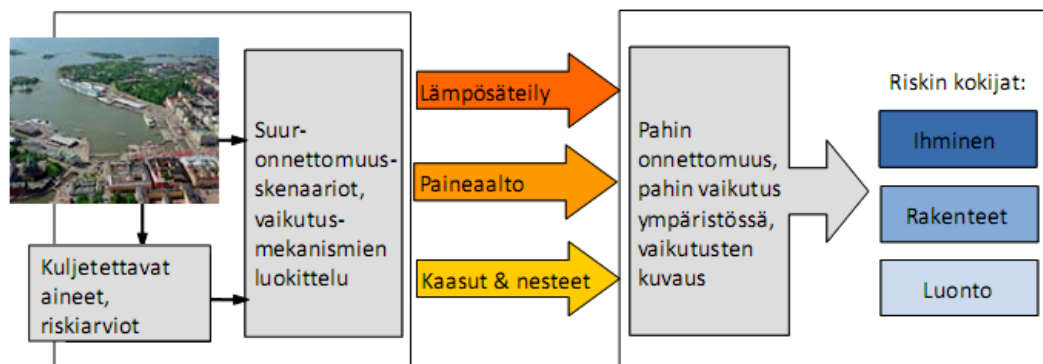 Kuljetettavat
aineet,
riskiarviot
Suur-
onnettomuus-
skenaariot,
vaikutus-
mekanismien
luokittelu
Lämpösäteily
Paineaalto
Kaasut & nesteet
Pahin
onnettomuus,
pahin vaikutus
ympäristössä,
vaikutusten
kuvaus
Riskin kokijat:
Ihminen
Rakenteet
Luonto